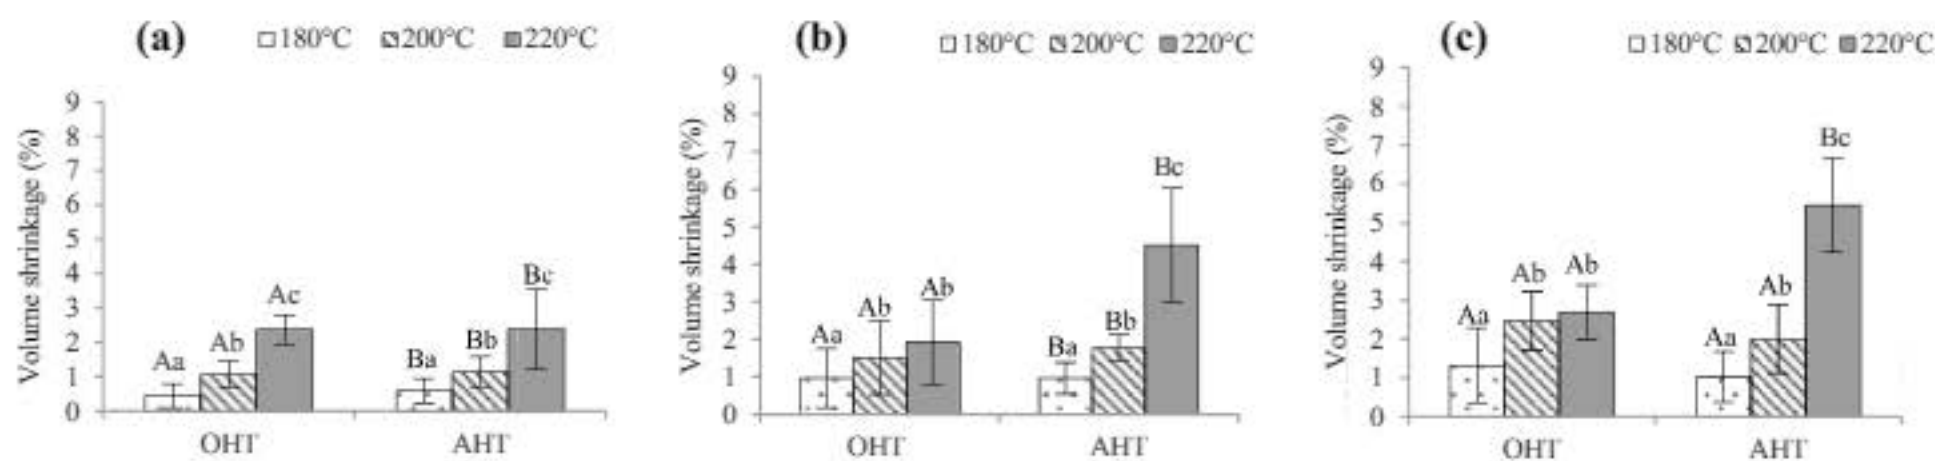 (a) 180°C 200°C 220°C
Volume shrinkage (%)
9
8
7
6
5
4
3
2
1
0
Aa Ab Ac Ba Bb Bc
OHT AHT
(b) 180°C 200°C 220°C
Volume shrinkage (%)
9
8
7
6
5
4
3
2
1
0
Aa Ab Ab Ba Bb Bc
OHT AHT
(c) 180°C 200°C 220°C
Volume shrinkage (%)
9
8
7
6
5
4
3
2
1
0
Aa Ab Ab Aa Ab Bc
OHT AHT